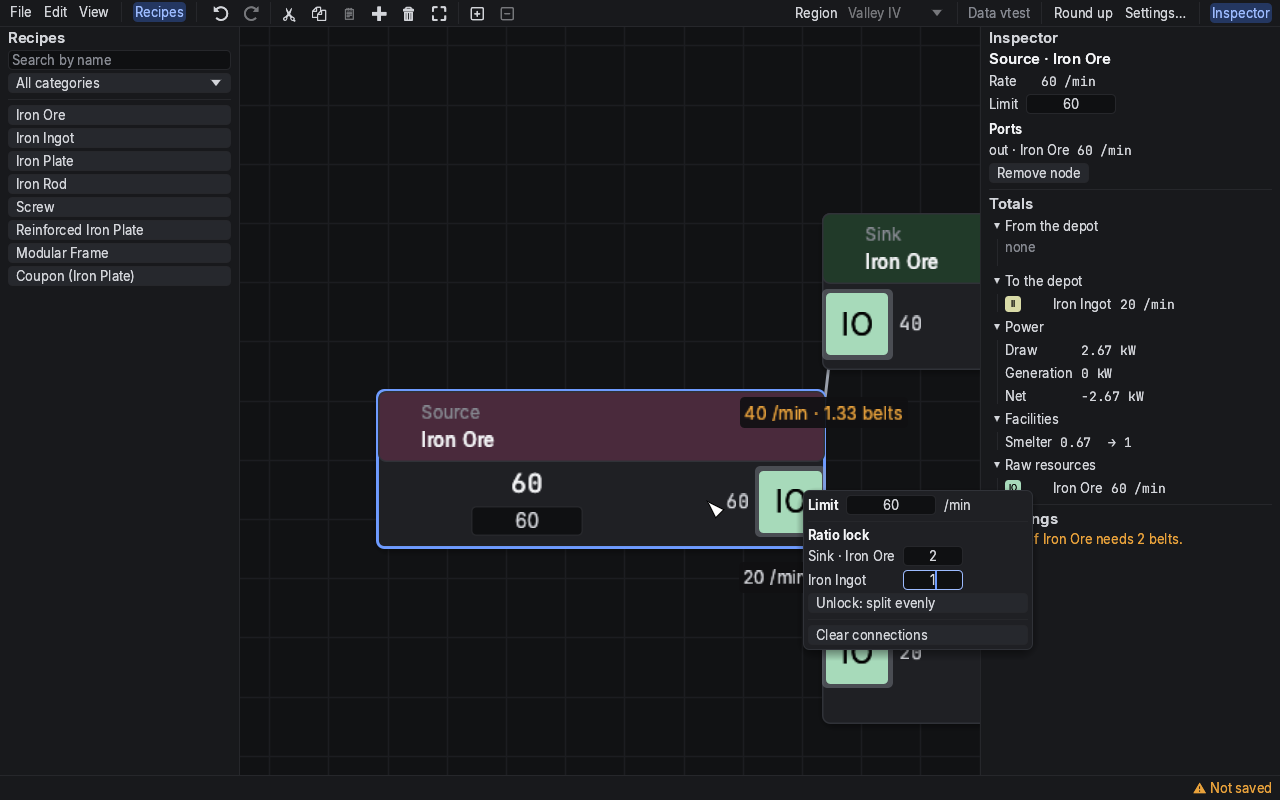 File Edit View Recipes Region Valley IV Data vtest Round up Settings... Inspector
Recipes
Search by name
All categories
Iron Ore
Iron Ingot
Iron Plate
Iron Rod
Screw
Reinforced Iron Plate
Modular Frame
Coupon (Iron Plate)
Sink
Iron Ore
IO 40
Source
Iron Ore
40 /min · 1.33 belts
60
60
60 IO
20 /min
IO 20
Limit 60 /min
Ratio lock
Sink · Iron Ore 2
Iron Ingot 1
Unlock: split evenly
Clear connections
Inspector
Source · Iron Ore
Rate 60 /min
Limit 60
Ports
out · Iron Ore 60 /min
Remove node
Totals
From the depot
none
To the depot
II Iron Ingot 20 /min
Power
Draw 2.67 kW
Generation 0 kW
Net -2.67 kW
Facilities
Smelter 0.67 → 1
Raw resources
IO Iron Ore 60 /min
ngs
f Iron Ore needs 2 belts.
Not saved